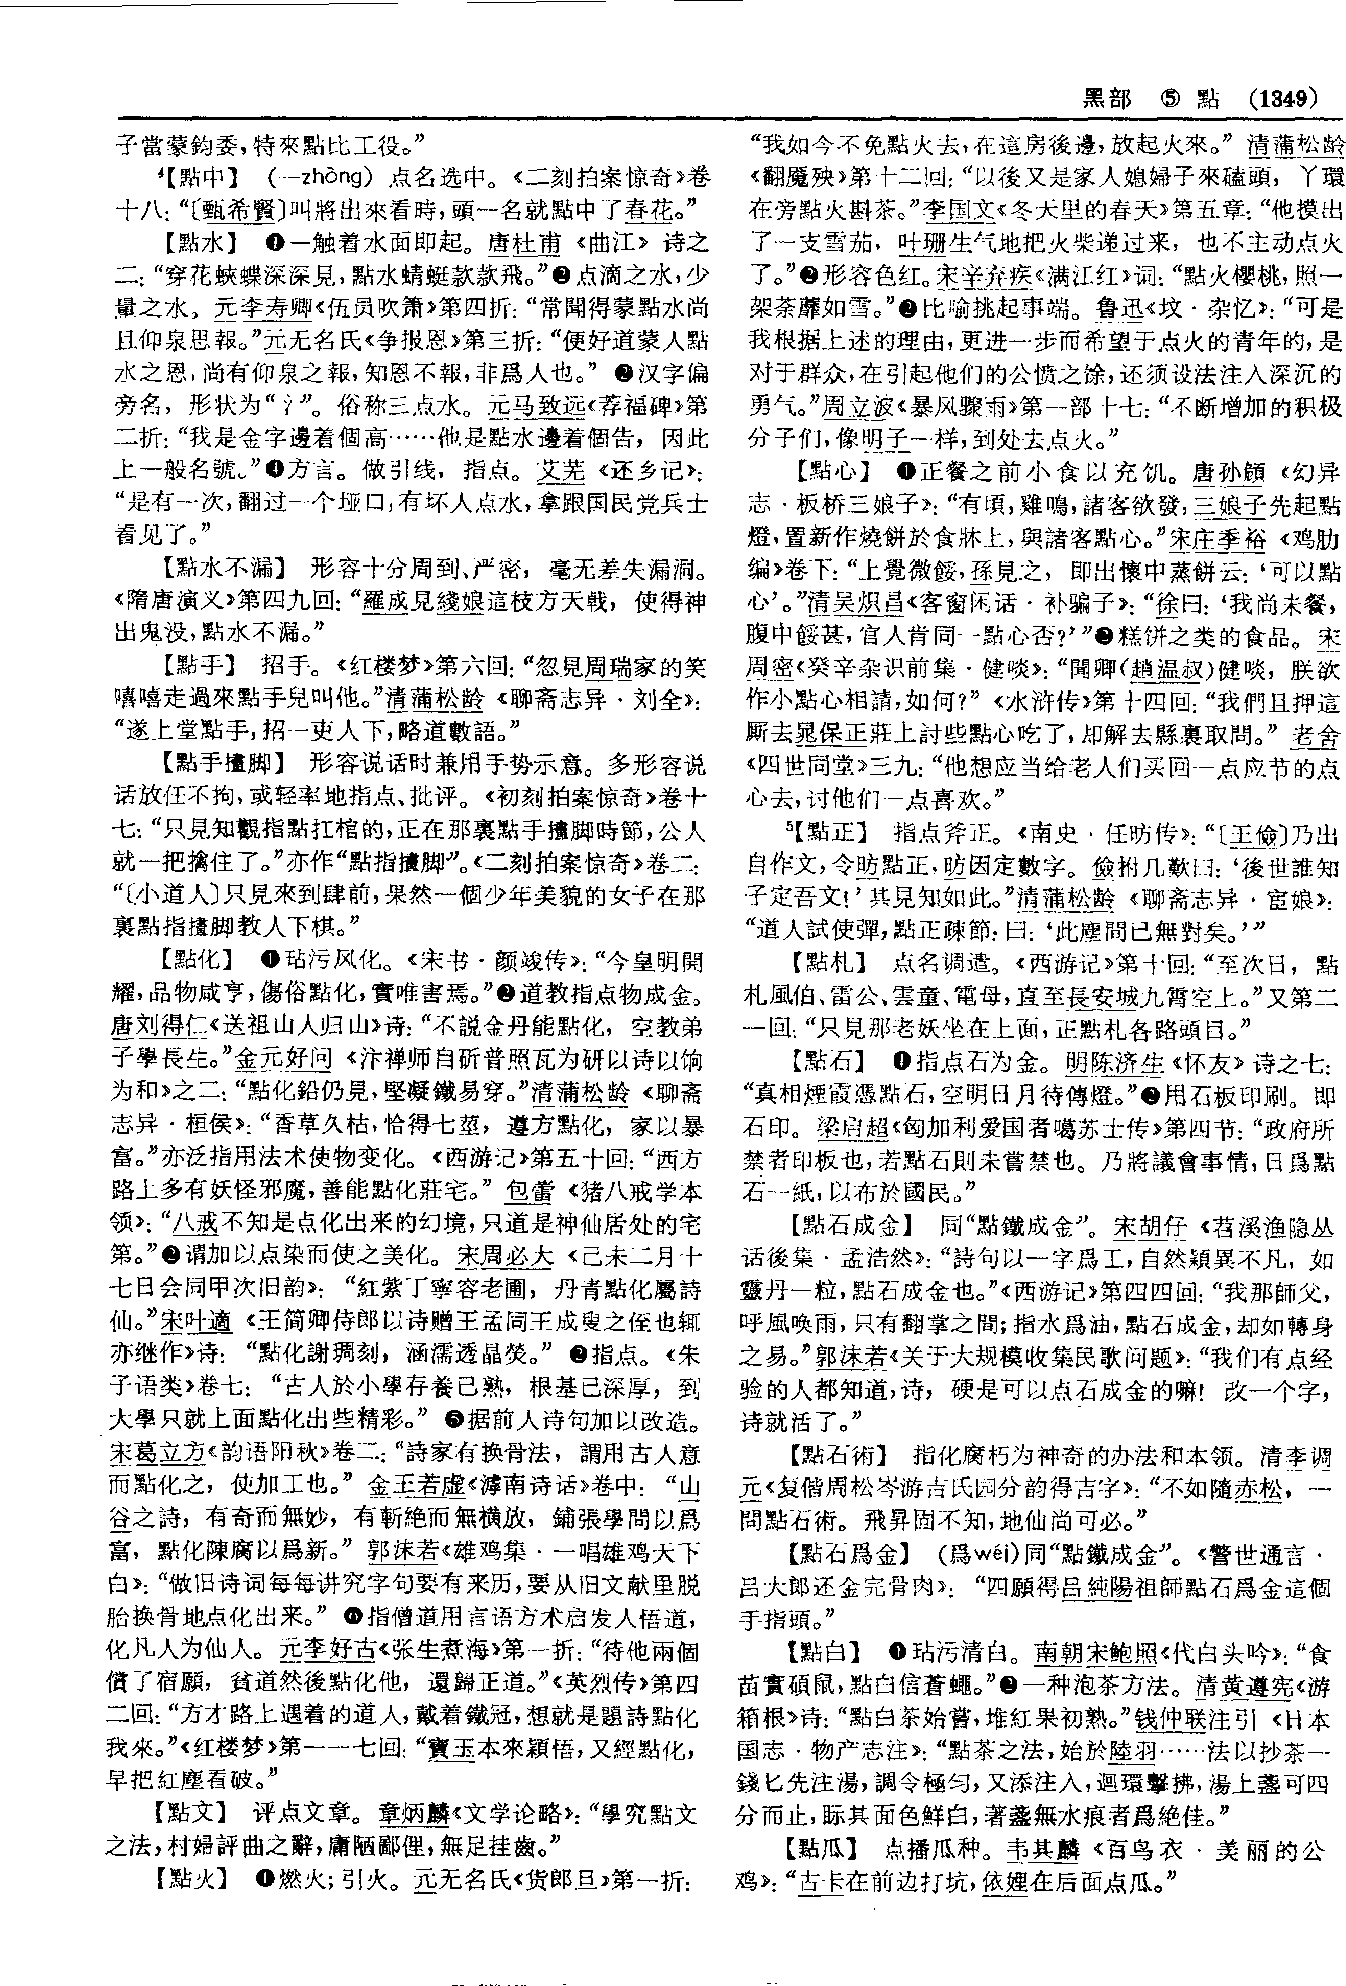 黑部 ⑤ 點 (1349)
子當蒙鈞委，特來點比工役。”
⁴【點中】 (—zhòng) 点名选中。《二刻拍案惊奇》卷
十八：“〔甄希賢〕叫將出來看時，頭一名就點中了春花。”
【點水】 ❶一触着水面即起。唐杜甫《曲江》诗之
二：“穿花蛺蝶深深見，點水蜻蜓款款飛。”❷点滴之水，少
量之水。元李寿卿《伍员吹箫》第四折：“常聞得蒙點水尚
且仰泉思報。”元无名氏《争报恩》第三折：“便好道蒙人點
水之恩，尚有仰泉之報，知恩不報，非爲人也。” ❸汉字偏
旁名，形状为“氵”。俗称三点水。元马致远《荐福碑》第
二折：“我是金字邊着個高……他是點水邊着個告，因此
上一般名號。”❹方言。做引线，指点。艾芜《还乡记》：
“是有一次，翻过一个垭口，有坏人点水，拿跟国民党兵士
看见了。”
【點水不漏】 形容十分周到、严密，毫无差失漏洞。
《隋唐演义》第四九回：“羅成見綫娘這枝方天戟，使得神
出鬼没，點水不漏。”
【點手】 招手。《红楼梦》第六回：“忽見周瑞家的笑
嘻嘻走過來點手兒叫他。”清蒲松龄《聊斋志异·刘全》：
“遂上堂點手，招一吏人下，略道數語。”
【點手攮脚】 形容说话时兼用手势示意。多形容说
话放任不拘，或轻率地指点、批评。《初刻拍案惊奇》卷十
七：“只見知觀指點扛棺的，正在那裏點手攮脚時節，公人
就一把擒住了。”亦作“點指攮脚”。《二刻拍案惊奇》卷二：
“〔小道人〕只見來到肆前，果然一個少年美貌的女子在那
裏點指攮脚教人下棋。”
【點化】 ❶玷污风化。《宋书·颜竣传》：“今皇明開
耀，品物咸亨，傷俗點化，實唯害焉。”❷道教指点物成金。
唐刘得仁《送祖山人归山》诗：“不說金丹能點化，空教弟
子學長生。”金元好问《汴禅师自斫普照瓦为研以诗以饷
为和》之二：“點化鉛仍見，堅凝鐵易穿。”清蒲松龄《聊斋
志异·桓侯》：“香草久枯，恰得七莖，遵方點化，家以暴
富。”亦泛指用法术使物变化。《西游记》第五十回：“西方
路上多有妖怪邪魔，善能點化莊宅。”包蕾《猪八戒学本
领》：“八戒不知是点化出来的幻境，只道是神仙居处的宅
第。”❸谓加以点染而使之美化。宋周必大《己未二月十
七日会同甲次旧韵》：“紅紫丁寧容老圃，丹青點化屬詩
仙。”宋叶適《王简卿侍郎以诗赠王孟同王成叟之侄也辄
亦继作》诗：“點化謝琱刻，涵濡透晶熒。” ❹指点。《朱
子语类》卷七：“古人於小學存養已熟，根基已深厚，到
大學只就上面點化出些精彩。” ❺据前人诗句加以改造。
宋葛立方《韵语阳秋》卷二：“詩家有换骨法，謂用古人意
而點化之，使加工也。”金王若虚《滹南诗话》卷中：“山
谷之詩，有奇而無妙，有斬絶而無横放，鋪張學問以爲
富，點化陳腐以爲新。”郭沫若《雄鸡集·一唱雄鸡天下
白》：“做旧诗词每每讲究字句要有来历，要从旧文献里脱
胎换骨地点化出来。” ❻指僧道用言语方术启发人悟道，
化凡人为仙人。元李好古《张生煮海》第一折：“待他兩個
償了宿願，貧道然後點化他，還歸正道。”《英烈传》第四
二回：“方才路上遇着的道人，戴着鐵冠，想就是題詩點化
我來。”《红楼梦》第一一七回：“寶玉本來穎悟，又經點化，
早把紅塵看破。”
【點文】 评点文章。章炳麟《文学论略》：“學究點文
之法，村婦評曲之辭，庸陋鄙俚，無足挂齒。”
【點火】 ❶燃火；引火。元无名氏《货郎旦》第一折：
“我如今不免點火去，在這房後邊，放起火來。” 清蒲松龄
《翻魇殃》第十二回：“以後又是家人媳婦子來磕頭，丫環
在旁點火斟茶。”李国文《冬天里的春天》第五章：“他摸出
了一支雪茄，叶珊生气地把火柴递过来，也不主动点火
了。”❷形容色红。宋辛弃疾《满江红》词：“點火櫻桃，照一
架荼蘼如雪。”❸比喻挑起事端。鲁迅《坟·杂忆》：“可是
我根据上述的理由，更进一步而希望于点火的青年的，是
对于群众，在引起他们的公愤之馀，还须设法注入深沉的
勇气。”周立波《暴风骤雨》第一部十七：“不断增加的积极
分子们，像明子一样，到处去点火。”
【點心】 ❶正餐之前小食以充饥。唐孙頠《幻异
志·板桥三娘子》：“有頃，雞鳴，諸客欲發，三娘子先起點
燈，置新作燒餅於食牀上，與諸客點心。”宋庄季裕《鸡肋
编》卷下：“上覺微餒，孫見之，即出懷中蒸餅云：‘可以點
心’。”清吴炽昌《客窗闲话·补骗子》：“徐曰：‘我尚未餐，
腹中餒甚，官人肯同一點心否？’”❷糕饼之类的食品。宋
周密《癸辛杂识前集·健啖》：“聞卿(趙温叔)健啖，朕欲
作小點心相請，如何？”《水浒传》第十四回：“我們且押這
厮去晁保正莊上討些點心吃了，却解去縣裏取問。” 老舍
《四世同堂》三九：“他想应当给老人们买回一点应节的点
心去，讨他们一点喜欢。”
⁵【點正】 指点斧正。《南史·任昉传》：“〔王儉〕乃出
自作文，令昉點正，昉因定數字。儉拊几歎曰：‘後世誰知
子定吾文！’其見知如此。”清蒲松龄《聊斋志异·宦娘》：
“道人試使彈，點正疎節，曰：‘此塵間已無對矣。’”
【點札】 点名调遣。《西游记》第十回：“至次日，點
札風伯、雷公、雲童、電母，直至長安城九霄空上。”又第二
一回：“只見那老妖坐在上面，正點札各路頭目。”
【點石】 ❶指点石为金。明陈济生《怀友》诗之七：
“真相煙霞憑點石，空明日月待傳燈。”❷用石板印刷。即
石印。梁启超《匈加利爱国者噶苏士传》第四节：“政府所
禁者印板也，若點石則未嘗禁也。乃將議會事情，日爲點
石一紙，以布於國民。”
【點石成金】 同“點鐵成金”。宋胡仔《苕溪渔隐丛
话後集·孟浩然》：“詩句以一字爲工，自然穎異不凡，如
靈丹一粒，點石成金也。”《西游记》第四四回：“我那師父，
呼風唤雨，只在翻掌之間；指水爲油，點石成金，却如轉身
之易。”郭沫若《关于大规模收集民歌问题》：“我们有点经
验的人都知道，诗，硬是可以点石成金的嘛！改一个字，
诗就活了。”
【點石術】 指化腐朽为神奇的办法和本领。清李调
元《复偕周松岑游吉氏园分韵得吉字》：“不如隨赤松，一
問點石術。飛昇固不知，地仙尚可必。”
【點石爲金】 (爲wéi)同“點鐵成金”。《警世通言·
吕大郎还金完骨肉》：“四願得吕純陽祖師點石爲金這個
手指頭。”
【點白】 ❶玷污清白。南朝宋鲍照《代白头吟》：“食
苗實碩鼠，點白信蒼蠅。”❷一种泡茶方法。清黄遵宪《游
箱根》诗：“點白茶始嘗，堆紅果初熟。”钱仲联注引《日本
国志·物产志注》：“點茶之法，始於陸羽……法以抄茶一
錢匕先注湯，調令極匀，又添注入，迴環擊拂，湯上盞可四
分而止，眎其面色鮮白，著盞無水痕者爲絶佳。”
【點瓜】 点播瓜种。韦其麟《百鸟衣·美丽的公
鸡》：“古卡在前边打坑，依娌在后面点瓜。”